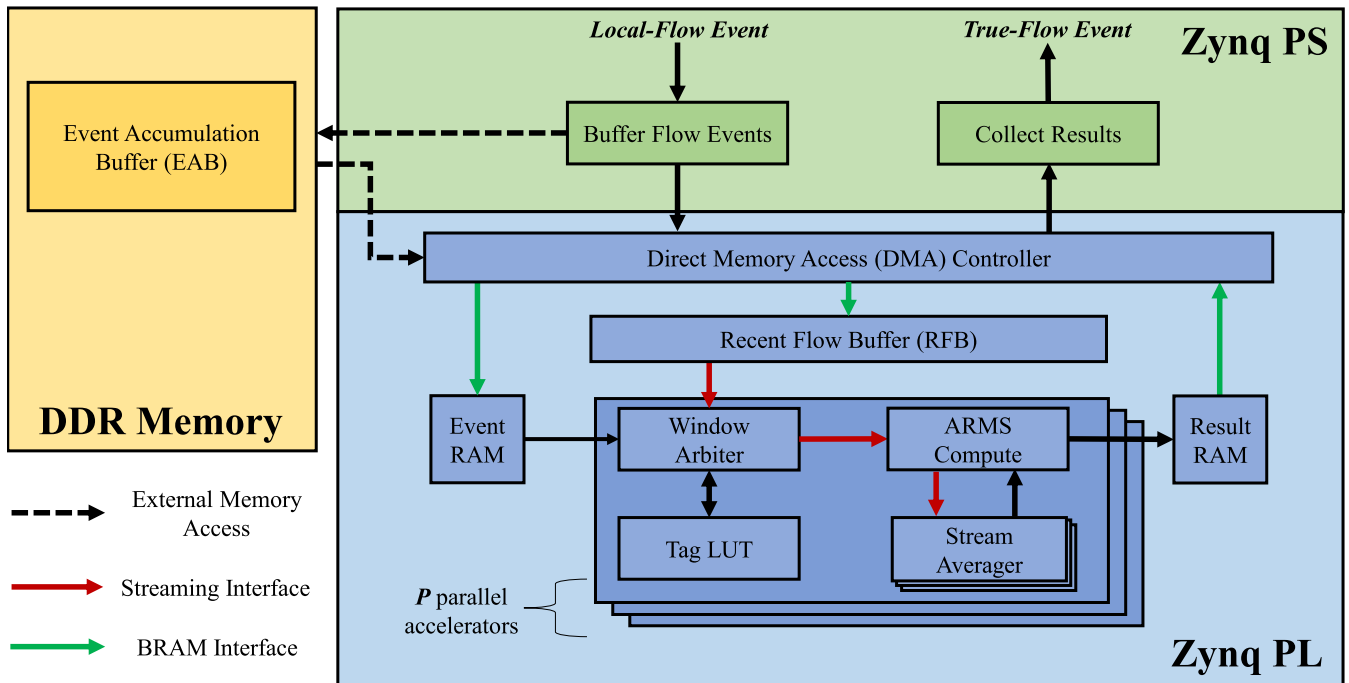 Local-Flow Event
True-Flow Event
Zynq PS
Event Accumulation
Buffer (EAB)
Buffer Flow Events
Collect Results
Direct Memory Access (DMA) Controller
Recent Flow Buffer (RFB)
DDR Memory
Event
RAM
Window
Arbiter
ARMS
Compute
Result
RAM
External Memory
Access
Tag LUT
Stream
Averager
Streaming Interface
P parallel
accelerators
BRAM Interface
Zynq PL